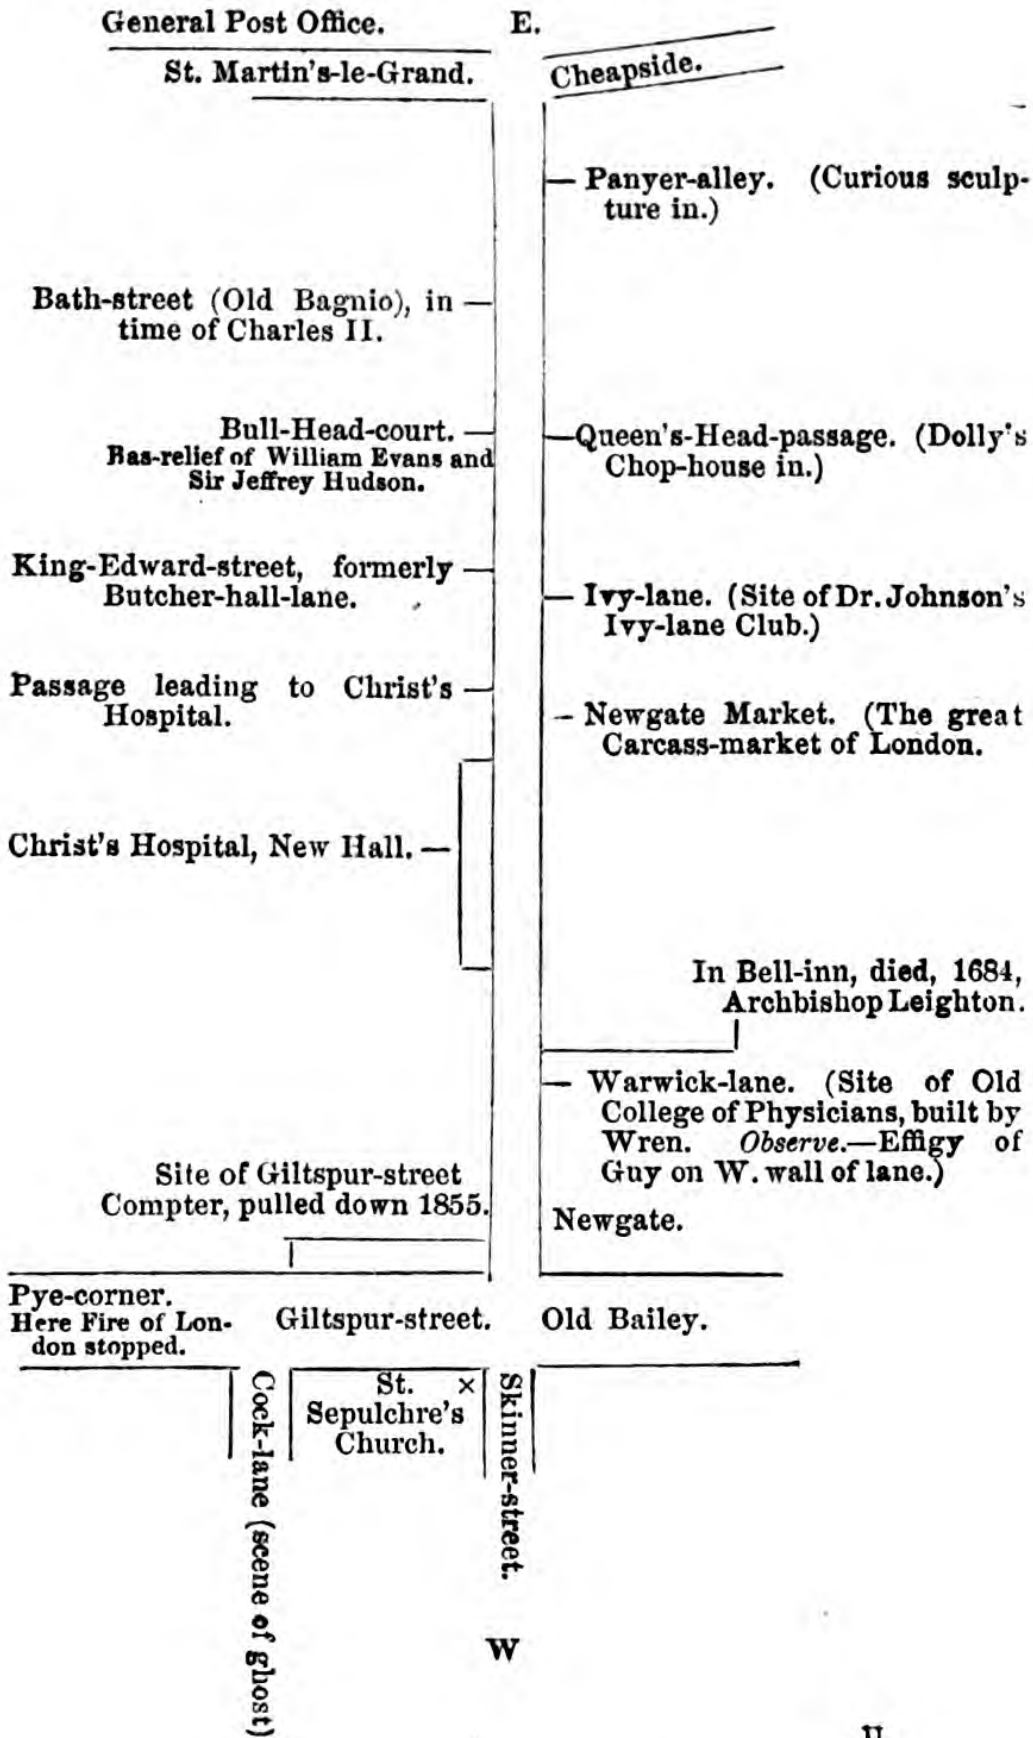 General Post Office.
E.
St. Martin's-le-Grand.
Cheapside.
Panyer-alley. (Curious sculp-
ture in.)
Bath-street (Old Bagnio), in
time of Charles II.
Bull-Head-court.
Bas-relief of William Evans and
Sir Jeffrey Hudson.
Queen's-Head-passage. (Dolly's
Chop-house in.)
King-Edward-street, formerly
Butcher-hall-lane.
Ivy-lane. (Site of Dr. Johnson's
Ivy-lane Club.)
Passage leading to Christ's
Hospital.
Newgate Market. (The great
Carcass-market of London.
Christ's Hospital, New Hall.
In Bell-inn, died, 1684,
Archbishop Leighton.
Warwick-lane. (Site of Old
College of Physicians, built by
Wren. Observe.—Effigy of
Guy on W. wall of lane.)
Site of Giltspur-street
Compter, pulled down 1855.
Newgate.
Pye-corner.
Here Fire of Lon-
don stopped.
Giltspur-street.
Old Bailey.
Cock-lane (scene of ghost)
St. ×
Sepulchre's
Church.
Skinner-street.
W
U